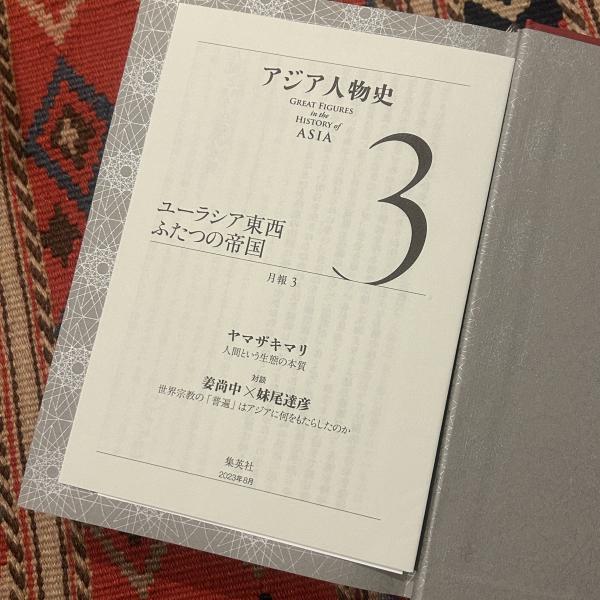 アジア人物史
GREAT FIGURES
in the
HISTORY of
ASIA
3
ユーラシア東西
ふたつの帝国
月報 3
ヤマザキマリ
人間という生態の本質
対談
姜尚中×妹尾達彦
世界宗教の「普遍」はアジアに何をもたらしたのか
集英社
2023年8月